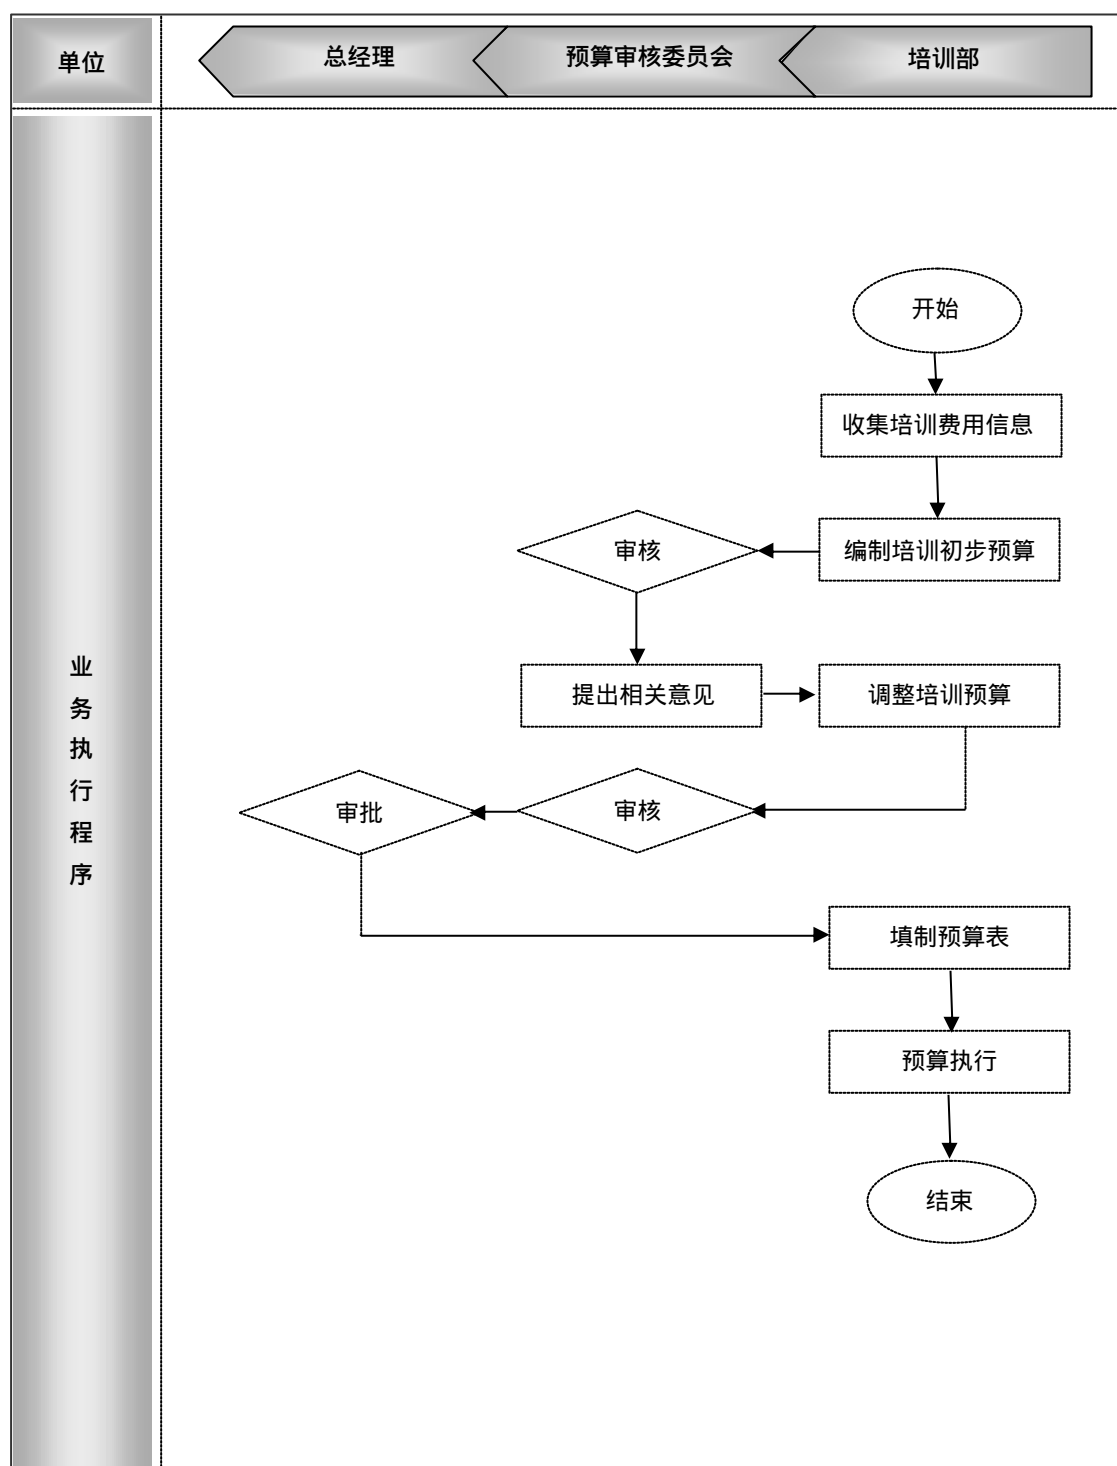 单位
总经理
预算审核委员会
培训部
开始
收集培训费用信息
审核
编制培训初步预算
业
务
执
行
程
序
提出相关意见
调整培训预算
审批
审核
填制预算表
预算执行
结束